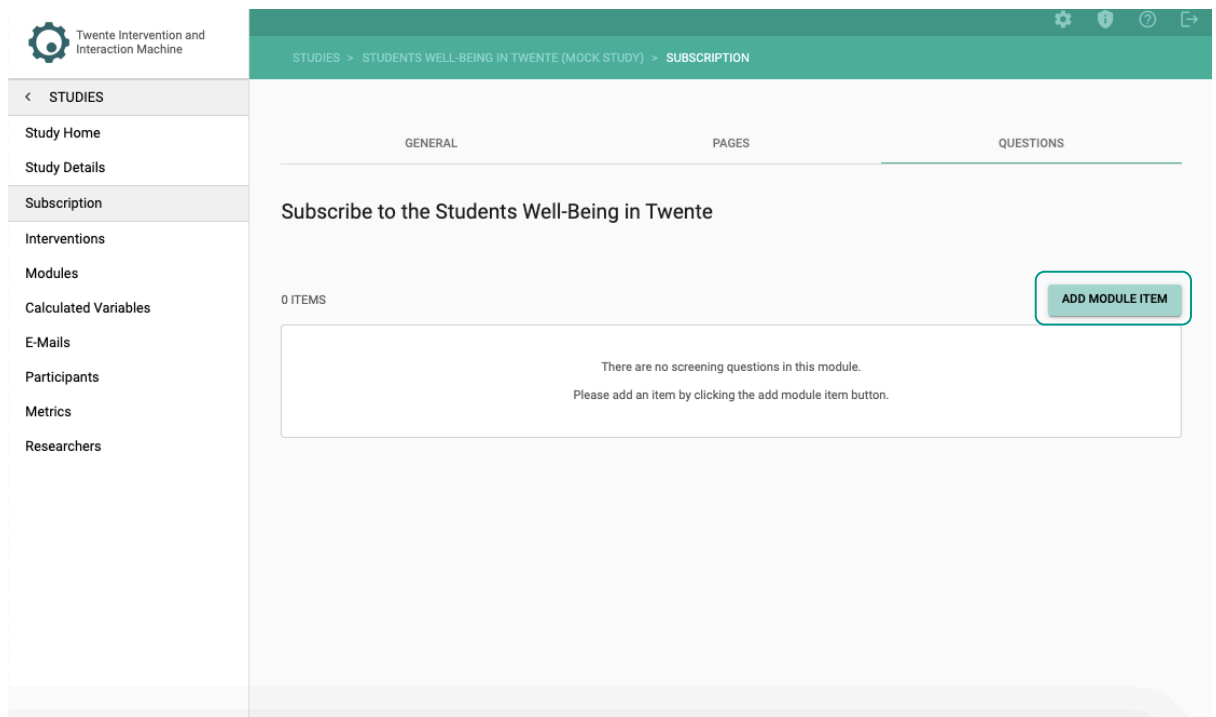 Twente Intervention and
Interaction Machine
STUDIES > STUDENTS WELL-BEING IN TWENTE (MOCK STUDY) > SUBSCRIPTION
< STUDIES
Study Home
Study Details
Subscription
Interventions
Modules
Calculated Variables
E-Mails
Participants
Metrics
Researchers
GENERAL PAGES QUESTIONS
Subscribe to the Students Well-Being in Twente
0 ITEMS
ADD MODULE ITEM
There are no screening questions in this module.
Please add an item by clicking the add module item button.